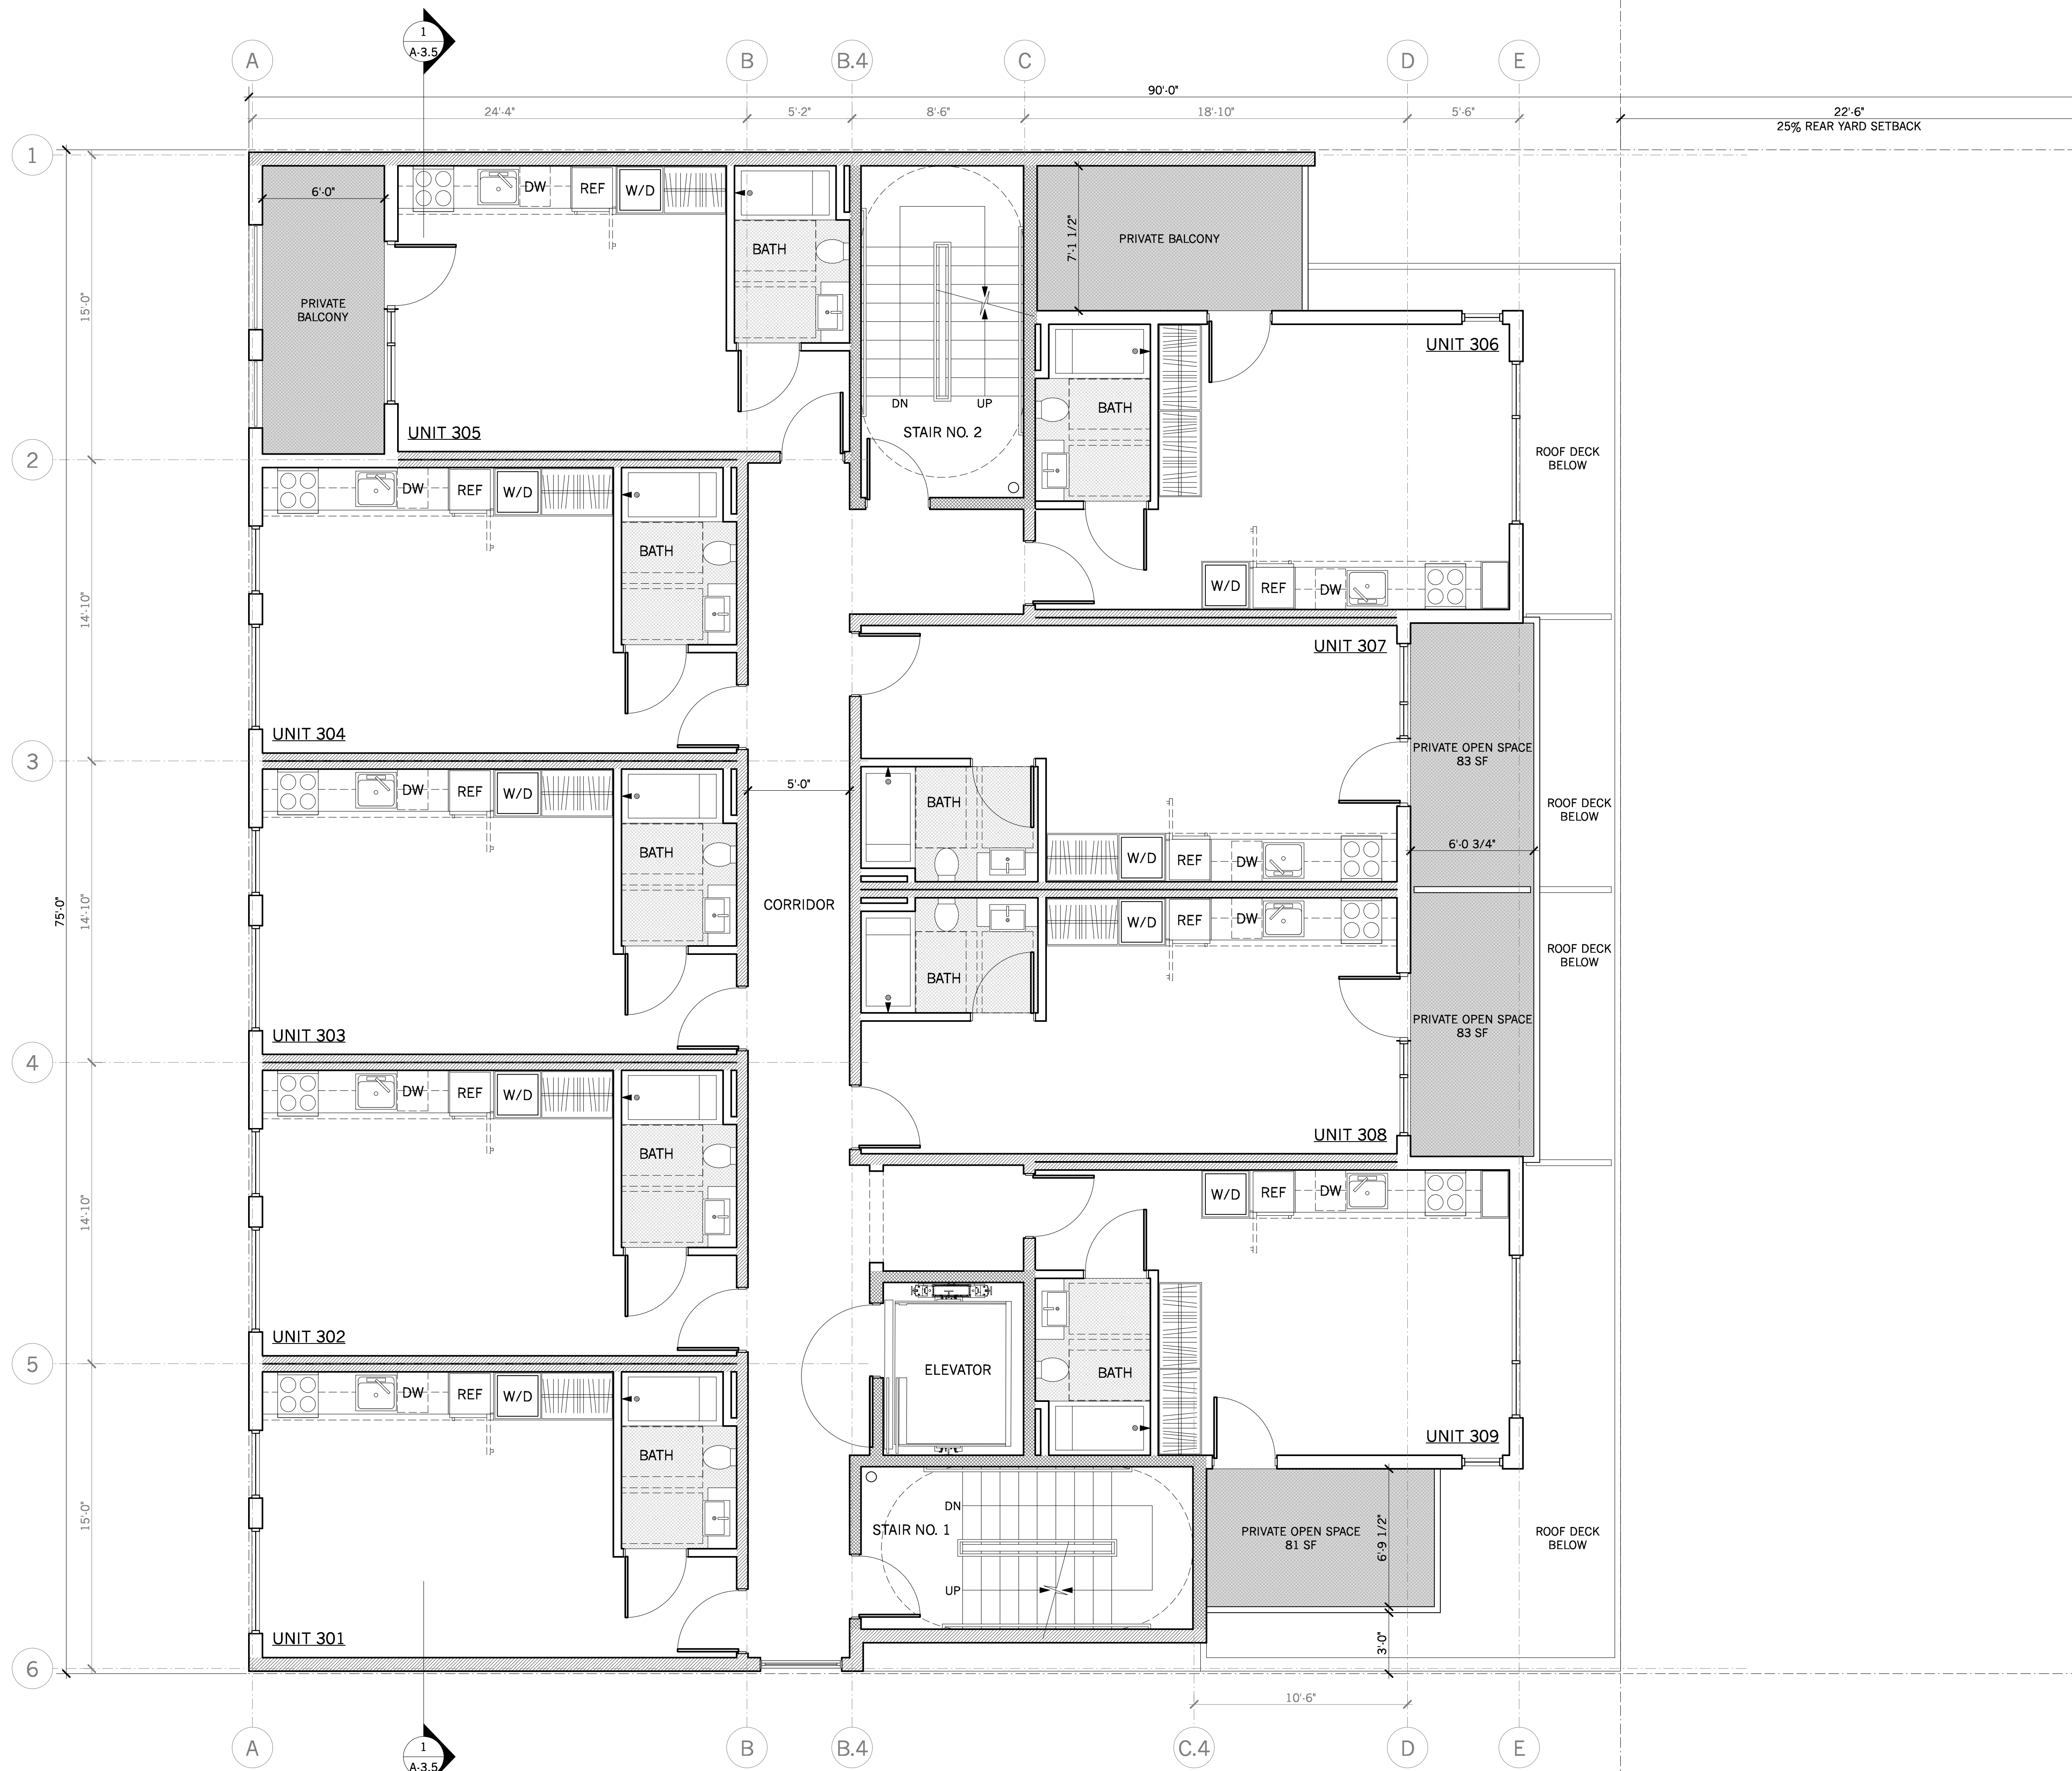 1
A-3.5
A
B
B.4
C
D
E
90'-0"
24'-4"
5'-2"
8'-6"
18'-10"
5'-6"
22'-6"
25% REAR YARD SETBACK
1
6'-0"
DW
REF
W/D
BATH
7'-1 1/2"
PRIVATE BALCONY
PRIVATE
BALCONY
15'-0"
UNIT 306
DN
UP
BATH
STAIR NO. 2
UNIT 305
ROOF DECK
BELOW
2
DW
REF
W/D
BATH
14'-10"
W/D
REF
DW
UNIT 307
UNIT 304
PRIVATE OPEN SPACE
83 SF
3
5'-0"
DW
REF
W/D
BATH
ROOF DECK
BELOW
6'-0 3/4"
BATH
W/D
REF
DW
75'-0"
14'-10"
CORRIDOR
W/D
REF
DW
ROOF DECK
BELOW
BATH
PRIVATE OPEN SPACE
83 SF
UNIT 303
4
DW
REF
W/D
UNIT 308
BATH
14'-10"
W/D
REF
DW
UNIT 302
5
ELEVATOR
BATH
DW
REF
W/D
UNIT 309
BATH
15'-0"
DN
STAIR NO. 1
UP
PRIVATE OPEN SPACE
81 SF
6'-9 1/2"
ROOF DECK
BELOW
UNIT 301
3'-0"
6
10'-6"
A
1
A-3.5
B
B.4
C.4
D
E